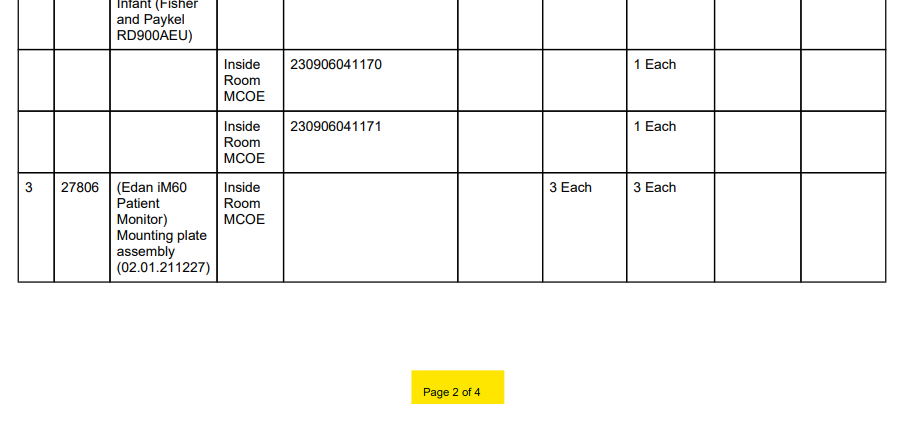 Infant (Fisher
and Paykel
RD900AEU)
Inside
Room
MCOE
230906041170
1 Each
Inside
Room
MCOE
230906041171
1 Each
3
27806
(Edan iM60
Patient
Monitor)
Mounting plate
assembly
(02.01.211227)
Inside
Room
MCOE
3 Each
3 Each
Page 2 of 4